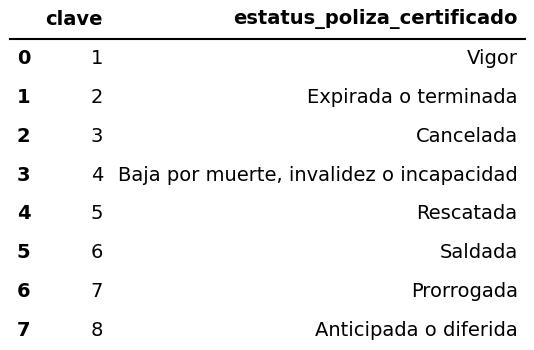 clave estatus_poliza_certificado
0 1 Vigor
1 2 Expirada o terminada
2 3 Cancelada
3 4 Baja por muerte, invalidez o incapacidad
4 5 Rescatada
5 6 Saldada
6 7 Prorrogada
7 8 Anticipada o diferida